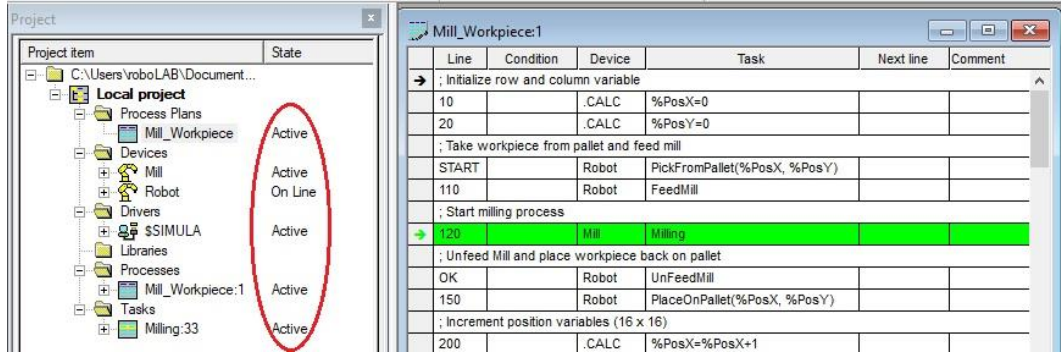 Project
Project item State
C:\Users\roboLAB\Document...
Local project
Process Plans
Mill_Workpiece Active
Devices
Mill Active
Robot On Line
Drivers
$SIMULA Active
Libraries
Processes
Mill_Workpiece:1 Active
Tasks
Milling:33 Active
Mill_Workpiece:1
Line Condition Device Task Next line Comment
; Initialize row and column variable
10 .CALC %PosX=0
20 .CALC %PosY=0
; Take workpiece from pallet and feed mill
START Robot PickFromPallet(%PosX, %PosY)
110 Robot FeedMill
; Start milling process
120 Mill Milling
; Unfeed Mill and place workpiece back on pallet
OK Robot UnFeedMill
150 Robot PlaceOnPallet(%PosX, %PosY)
; Increment position variables (16 x 16)
200 .CALC %PosX=%PosX+1